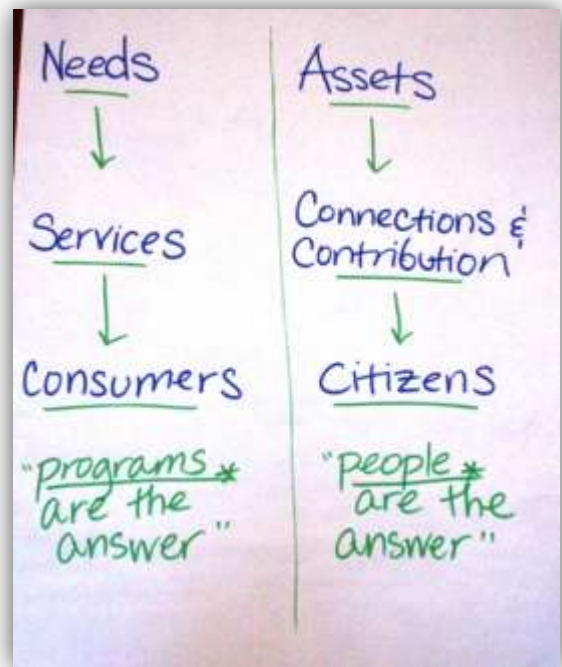 Needs
Services
Consumers
"programs *
are the
answer"
Assets
Connections &
Contribution
Citizens
"people *
are the
answer"